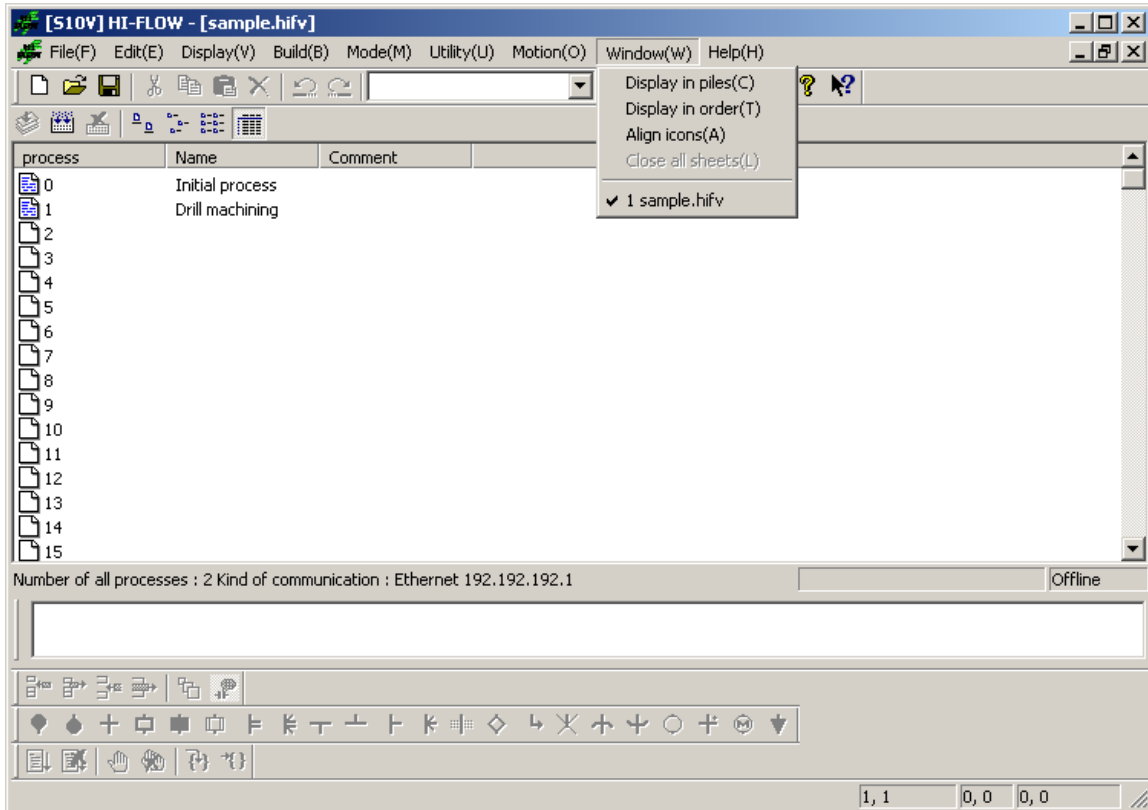 [S10V] HI-FLOW - [sample.hifv]
File(F) Edit(E) Display(V) Build(B) Mode(M) Utility(U) Motion(O) Window(W) Help(H)
Display in piles(C)
Display in order(T)
Align icons(A)
Close all sheets(L)
1 sample.hifv
process Name Comment
0 Initial process
1 Drill machining
2
3
4
5
6
7
8
9
10
11
12
13
14
15
Number of all processes : 2 Kind of communication : Ethernet 192.192.192.1 Offline
1, 1 0, 0 0, 0